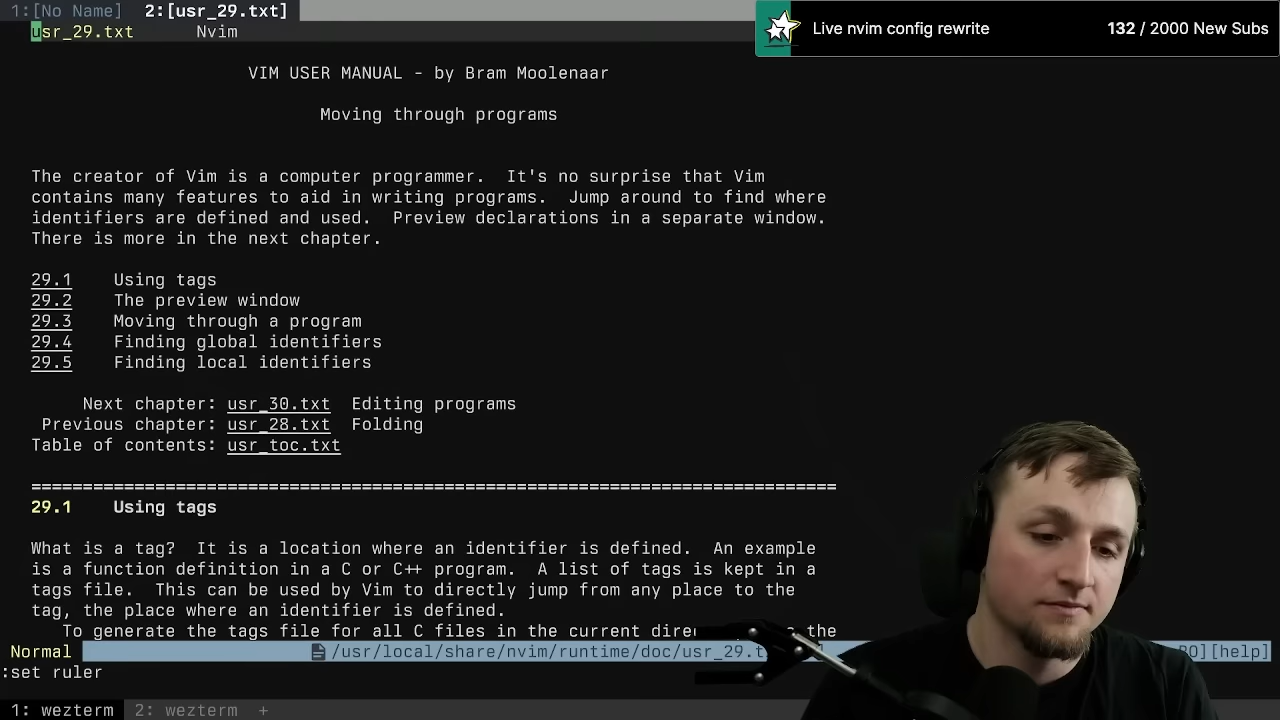 1:[No Name] 2:[usr_29.txt]
Live nvim config rewrite 132 / 2000 New Subs
usr_29.txt Nvim
VIM USER MANUAL - by Bram Moolenaar
Moving through programs
The creator of Vim is a computer programmer. It's no surprise that Vim
contains many features to aid in writing programs. Jump around to find where
identifiers are defined and used. Preview declarations in a separate window.
There is more in the next chapter.
29.1 Using tags
29.2 The preview window
29.3 Moving through a program
29.4 Finding global identifiers
29.5 Finding local identifiers
Next chapter: usr_30.txt Editing programs
Previous chapter: usr_28.txt Folding
Table of contents: usr_toc.txt
==============================================================================
29.1 Using tags
What is a tag? It is a location where an identifier is defined. An example
is a function definition in a C or C++ program. A list of tags is kept in a
tags file. This can be used by Vim to directly jump from any place to the
tag, the place where an identifier is defined.
To generate the tags file for all C files in the current the
Normal /usr/local/share/nvim/runtime/doc/usr_29.t RO][help]
:set ruler
1: wezterm 2: wezterm +